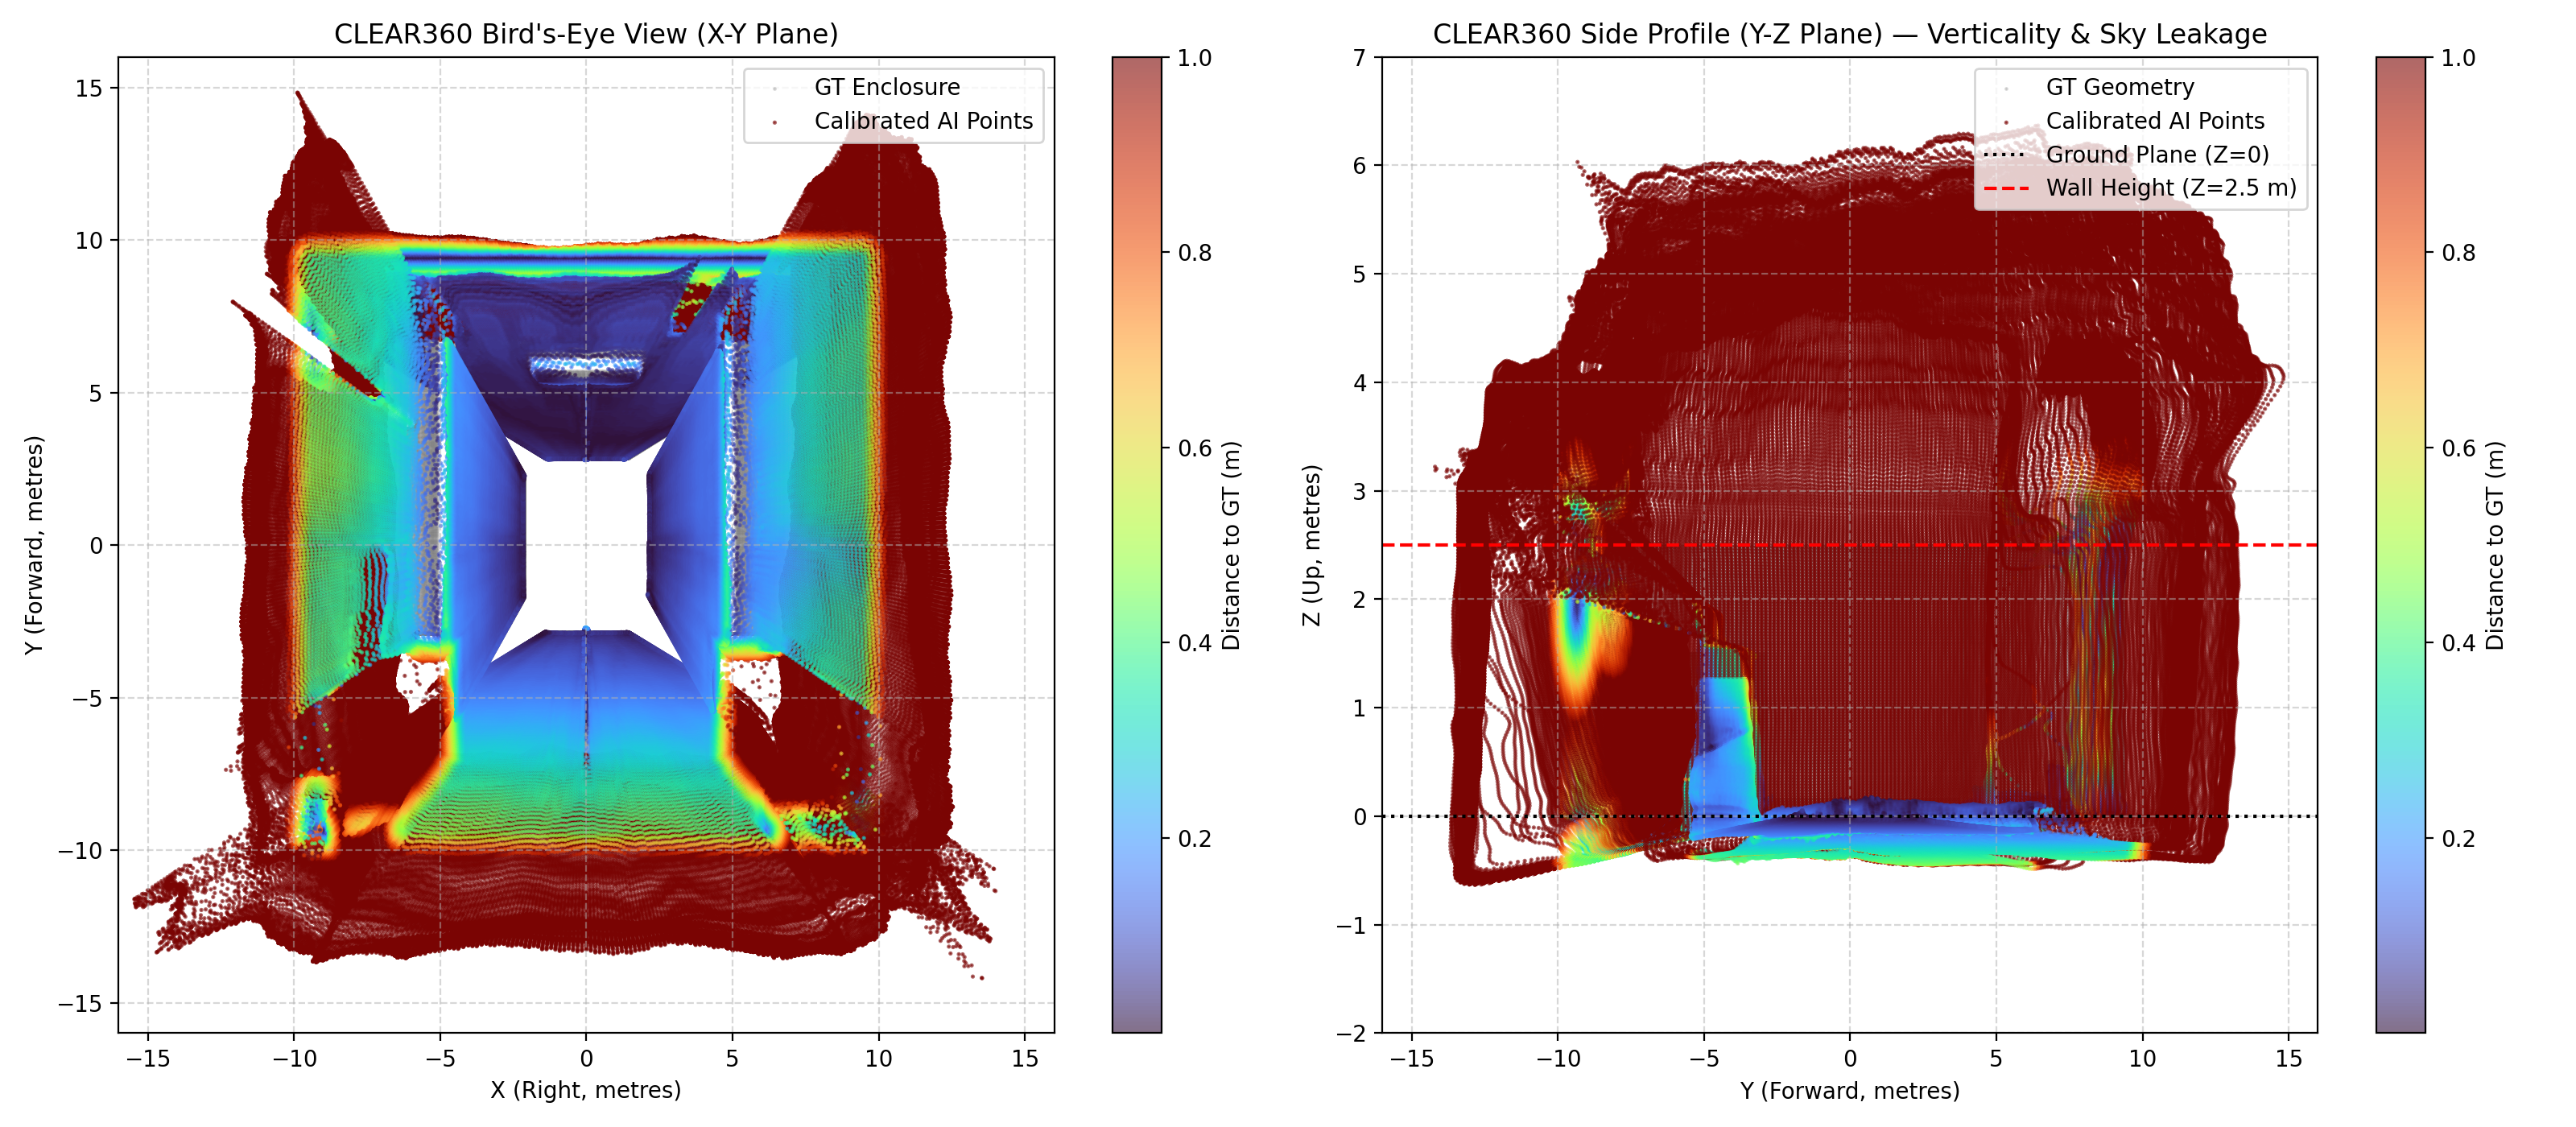 CLEAR360 Bird's-Eye View (X-Y Plane)
GT Enclosure
Calibrated AI Points
15
10
5
0
−5
−10
−15
Y (Forward, metres)
−15 −10 −5 0 5 10 15
X (Right, metres)
1.0
0.8
0.6
0.4
0.2
Distance to GT (m)
CLEAR360 Side Profile (Y-Z Plane) — Verticality & Sky Leakage
GT Geometry
Calibrated AI Points
Ground Plane (Z=0)
Wall Height (Z=2.5 m)
7
6
5
4
3
2
1
0
−1
−2
Z (Up, metres)
−15 −10 −5 0 5 10 15
Y (Forward, metres)
1.0
0.8
0.6
0.4
0.2
Distance to GT (m)